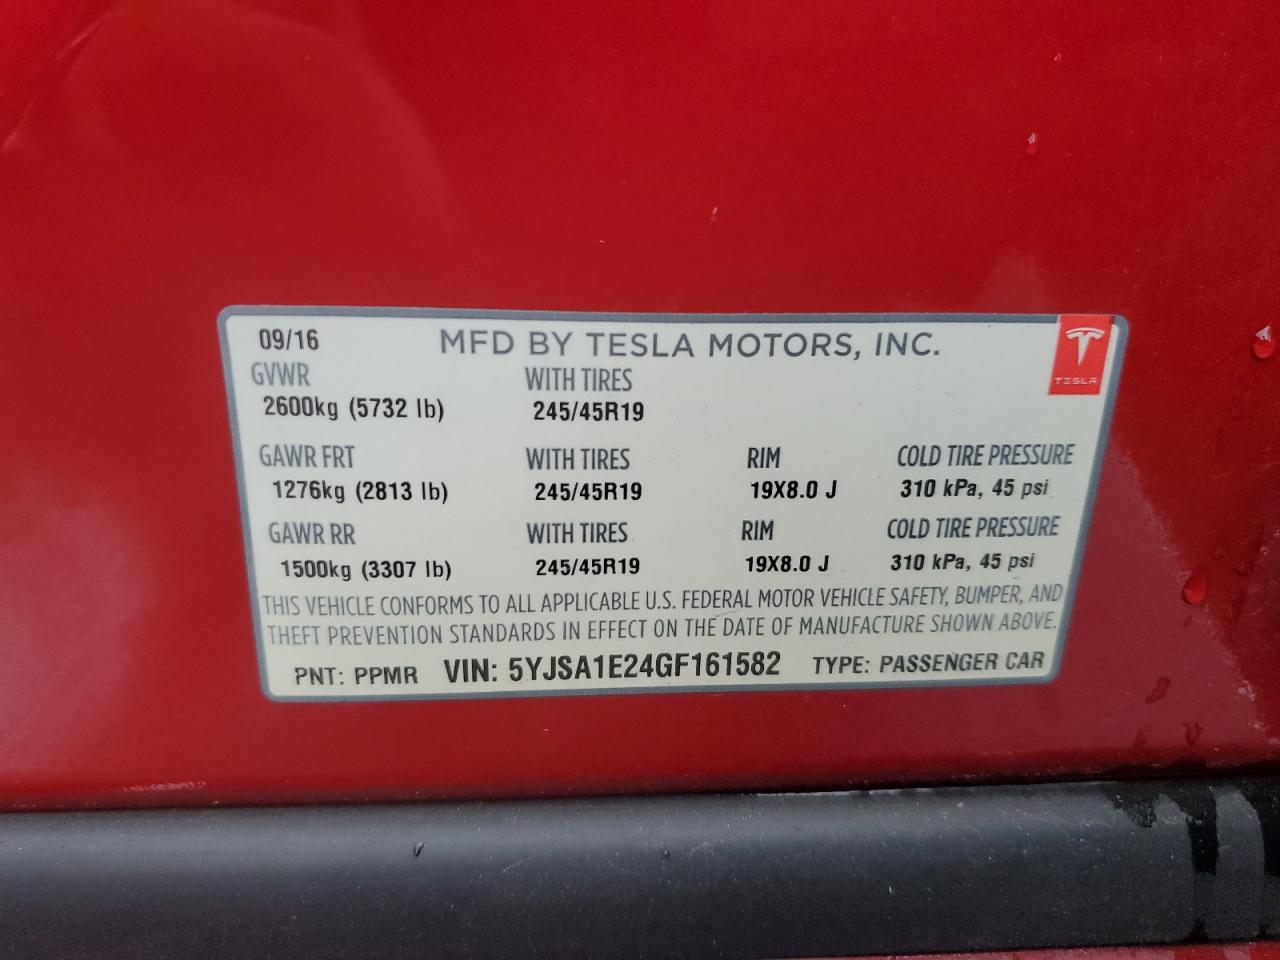 09/16 MFD BY TESLA MOTORS, INC.
TESLA
GVWR WITH TIRES
2600kg (5732 lb) 245/45R19
GAWR FRT WITH TIRES RIM COLD TIRE PRESSURE
1276kg (2813 lb) 245/45R19 19X8.0 J 310 kPa, 45 psi
GAWR RR WITH TIRES RIM COLD TIRE PRESSURE
1500kg (3307 lb) 245/45R19 19X8.0 J 310 kPa, 45 psi
THIS VEHICLE CONFORMS TO ALL APPLICABLE U.S. FEDERAL MOTOR VEHICLE SAFETY, BUMPER, AND
THEFT PREVENTION STANDARDS IN EFFECT ON THE DATE OF MANUFACTURE SHOWN ABOVE.
PNT: PPMR VIN: 5YJSA1E24GF161582 TYPE: PASSENGER CAR